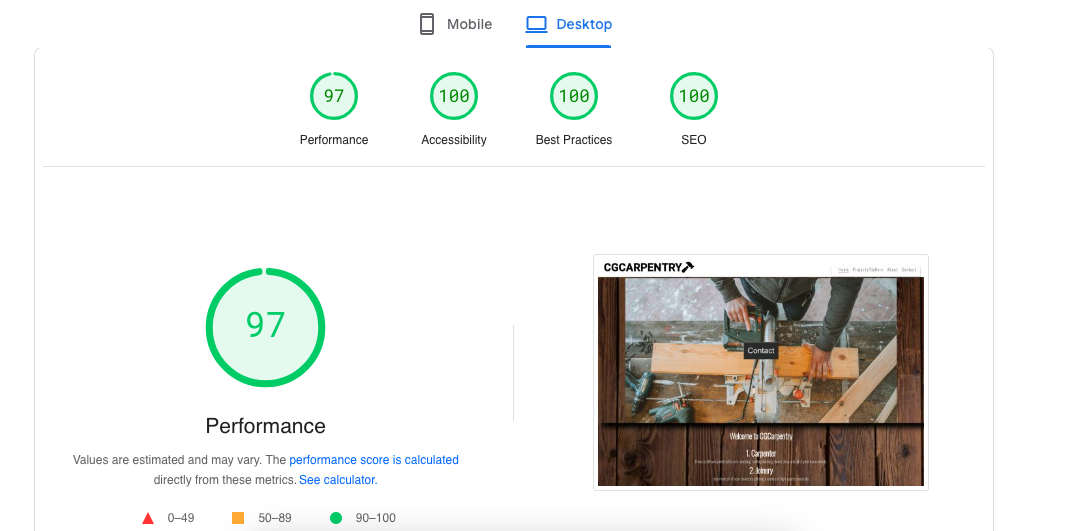 Mobile
Desktop
97
100
100
100
Performance
Accessibility
Best Practices
SEO
97
Performance
Values are estimated and may vary. The performance score is calculated
directly from these metrics. See calculator.
0–49
50–89
90–100
CGCARPENTRY
Home Projects/Gallery About Contact
Contact
Welcome to CGCarpentry
1. Carpenter
2. Joinery